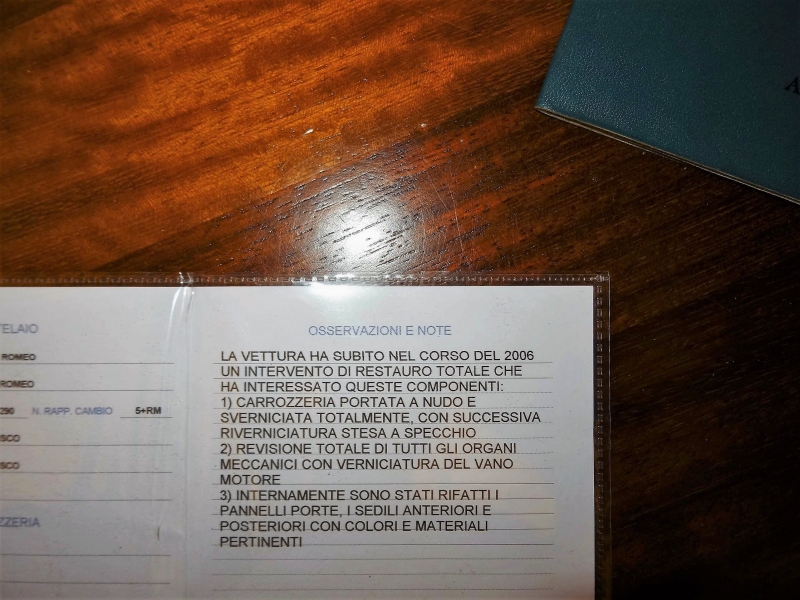 TELAIO
ROMEO
ROMEO
290 N. RAPP. CAMBIO 5+RM
SCO
SCO
ZZERIA
OSSERVAZIONI E NOTE
LA VETTURA HA SUBITO NEL CORSO DEL 2006
UN INTERVENTO DI RESTAURO TOTALE CHE
HA INTERESSATO QUESTE COMPONENTI:
1) CARROZZERIA PORTATA A NUDO E
SVERNICIATA TOTALMENTE, CON SUCCESSIVA
RIVERNICIATURA STESA A SPECCHIO
2) REVISIONE TOTALE DI TUTTI GLI ORGANI
MECCANICI CON VERNICIATURA DEL VANO
MOTORE
3) INTERNAMENTE SONO STATI RIFATTI I
PANNELLI PORTE, I SEDILI ANTERIORI E
POSTERIORI CON COLORI E MATERIALI
PERTINENTI
A